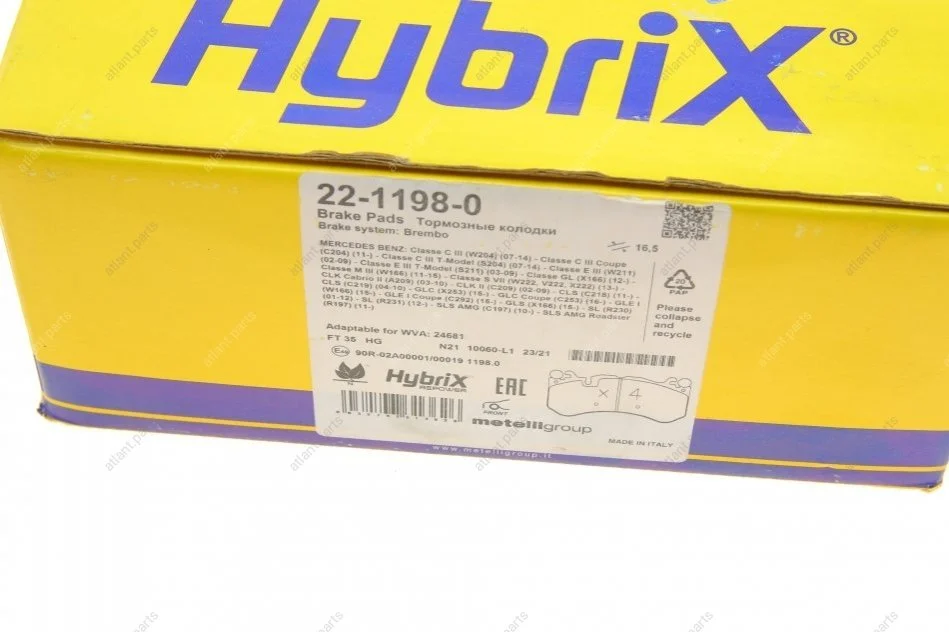 HybriX®
22-1198-0
Brake Pads Тормозные колодки
Brake system: Brembo
16,5
MERCEDES BENZ: Classe C III (W204) (07-14) - Classe C III Coupe
(C204) (11-) - Classe C III T-Model (S204) (07-14) - Classe E III (W211)
(02-09) - Classe E III T-Model (S211) (03-09) - Classe GL (X166) (12-) -
Classe M III (W166) (11-15) - Classe S VII (W222, V222, X222) (13-) -
CLK Cabrio II (A209) (03-10) - CLK II (C209) (02-09) - CLS (C218) (11-) -
CLS (C219) (04-10) - GLC (X253) (15-) - GLC Coupe (C253) (16-) - GLE I
(W166) (15-) - GLE I Coupe (C292) (15-) - GLS (X166) (15-) - SL (R230)
(01-12) - SL (R231) (12-) - SLS AMG (C197) (10-) - SLS AMG Roadster
(R197) (11-)
20
PAP
Please
collapse
and
recycle
Adaptable for WVA: 24681
FT 35 HG N21 10060-L1 23/21
90R-02A00001/00019 1198.0
N
HybriX
REPOWER
EAC
FRONT
x 4
metelligroup
MADE IN ITALY
www.metelligroup.it
atlant.parts